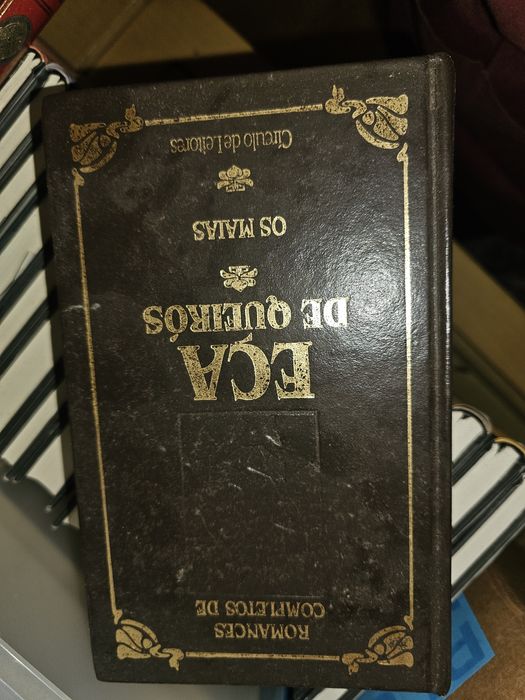 ROMANCES
COMPLETOS DE
EÇA
DE QUEIRÓS
OS MAIAS
Círculo de Leitores